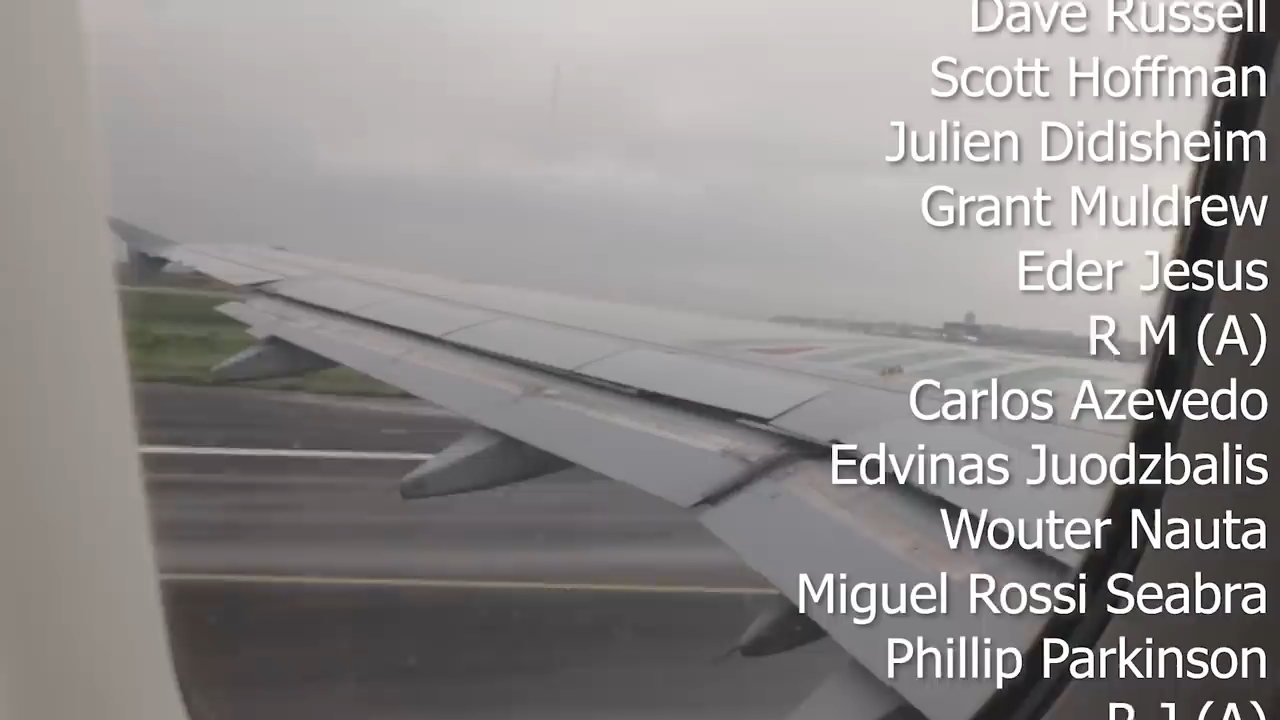 Dave Russell
Scott Hoffman
Julien Didisheim
Grant Muldrew
Eder Jesus
R M (A)
Carlos Azevedo
Edvinas Juodzbalis
Wouter Nauta
Miguel Rossi Seabra
Phillip Parkinson